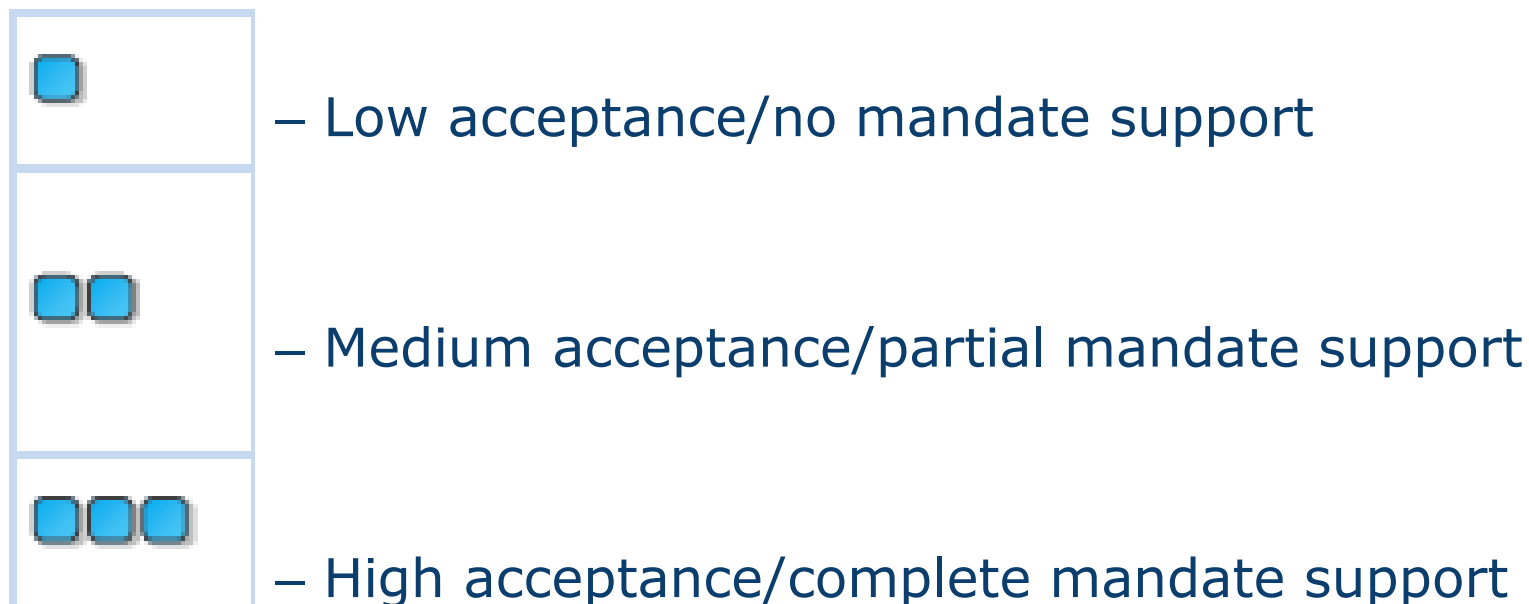 – Low acceptance/no mandate support
– Medium acceptance/partial mandate support
– High acceptance/complete mandate support